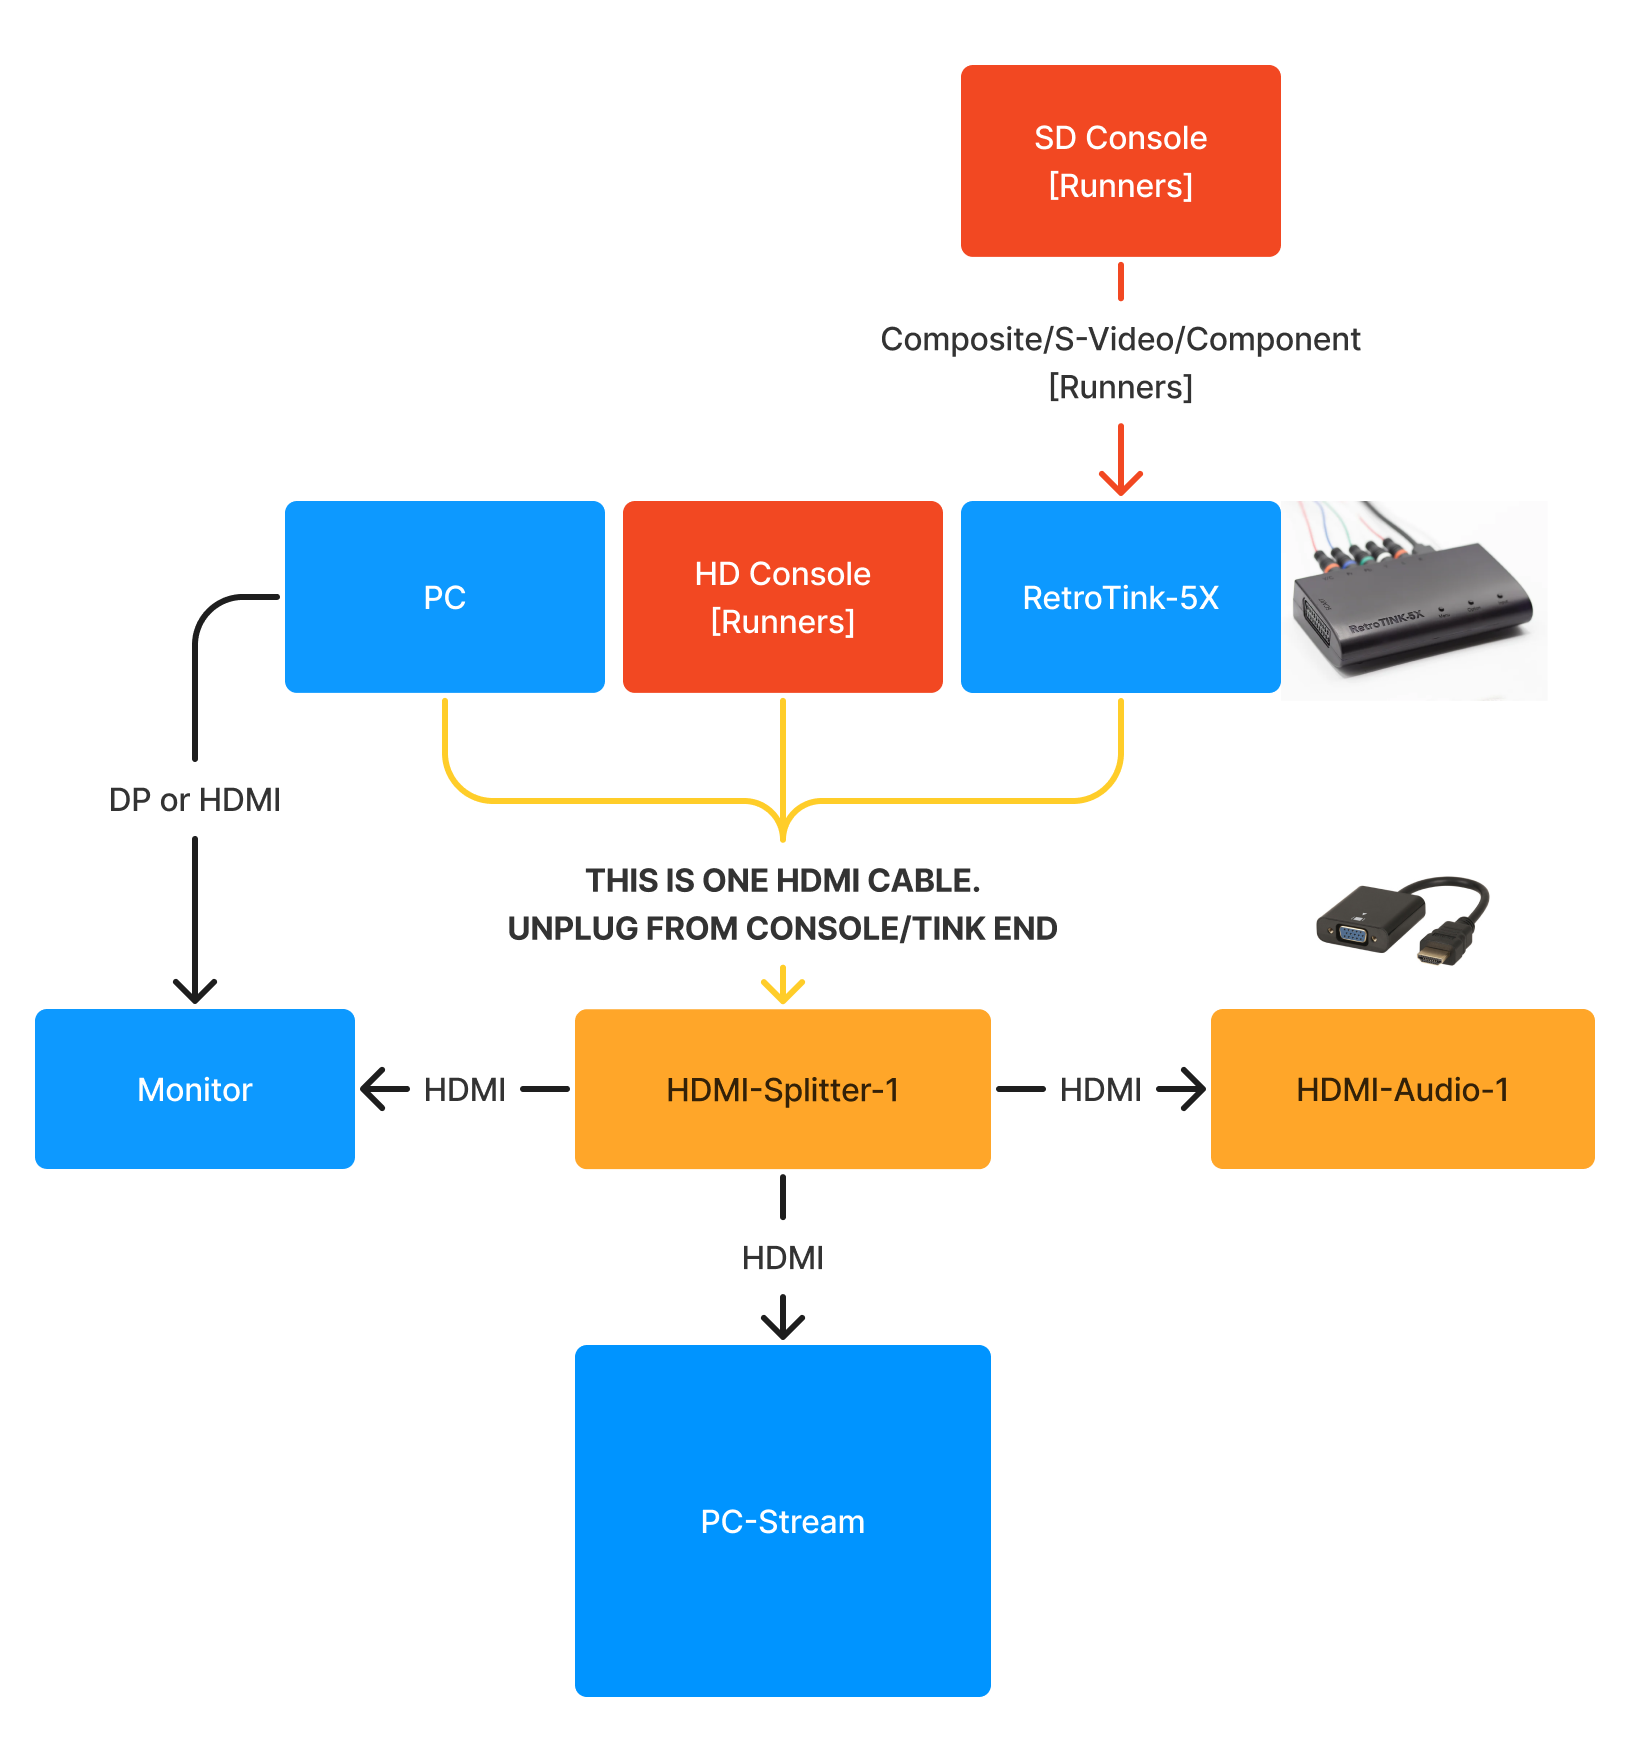 SD Console
[Runners]
Composite/S-Video/Component
[Runners]
PC
HD Console
[Runners]
RetroTink-5X
RetroTINK-5X
DP or HDMI
THIS IS ONE HDMI CABLE.
UNPLUG FROM CONSOLE/TINK END
Monitor
HDMI
HDMI-Splitter-1
HDMI
HDMI-Audio-1
HDMI
PC-Stream